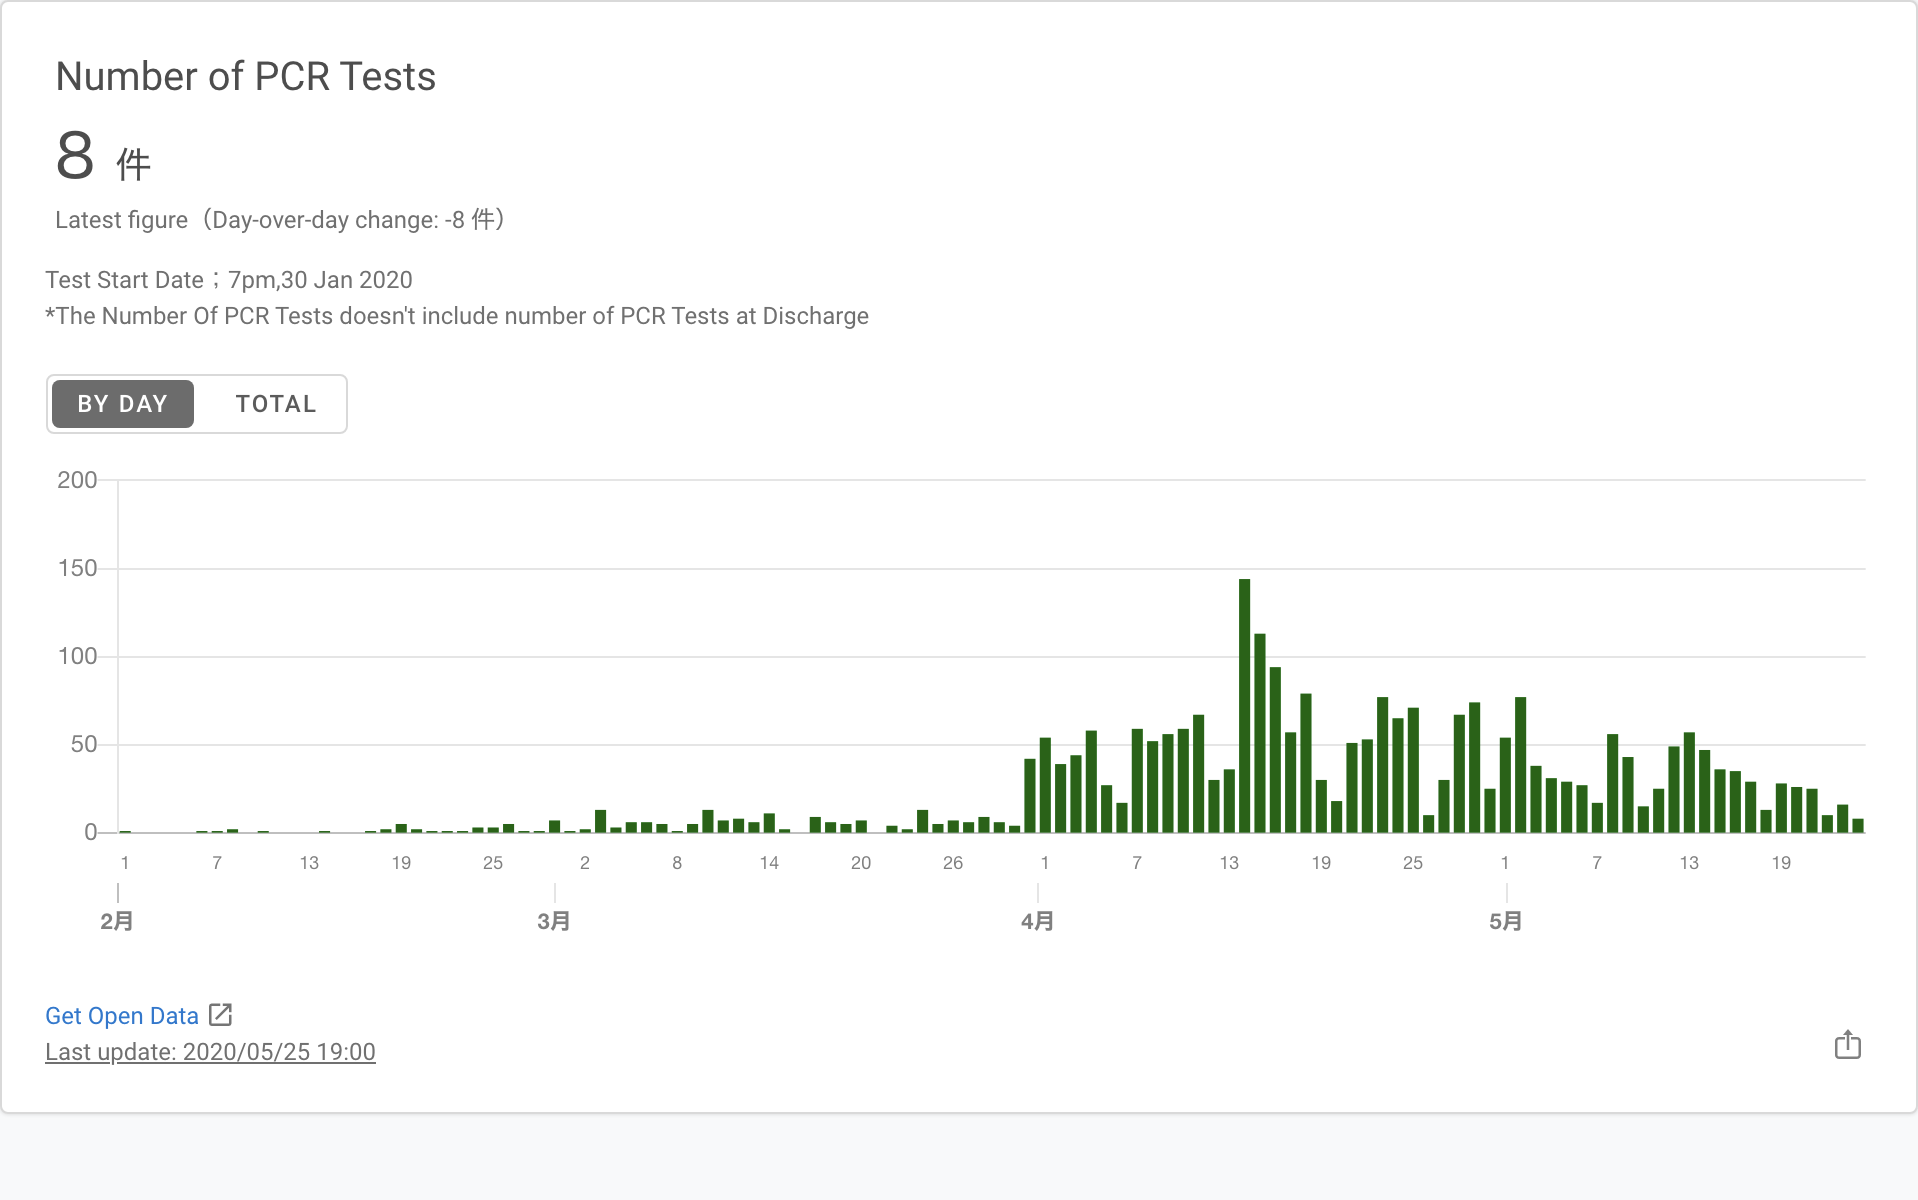 Number of PCR Tests
8 件
Latest figure（Day-over-day change: -8 件）
Test Start Date；7pm,30 Jan 2020
*The Number Of PCR Tests doesn't include number of PCR Tests at Discharge
BY DAY TOTAL
200
150
100
50
0
1 7 13 19 25 2 8 14 20 26 1 7 13 19 25 1 7 13 19
2月 3月 4月 5月
Get Open Data
Last update: 2020/05/25 19:00